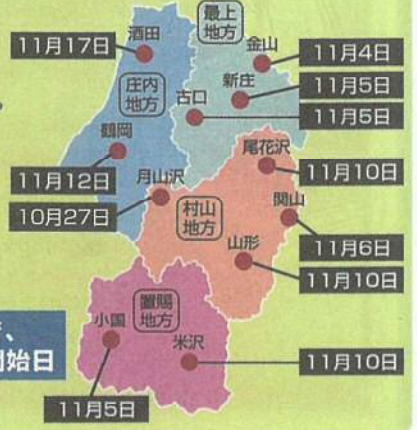 最上
地方
酒田
11月17日
金山
11月4日
庄内
地方
新庄
11月5日
古口
11月5日
鶴岡
尾花沢
11月12日
月山沢
11月10日
10月27日
村山
地方
関山
11月6日
山形
11月10日
置賜
地方
小国
米沢
開始日
11月10日
11月5日